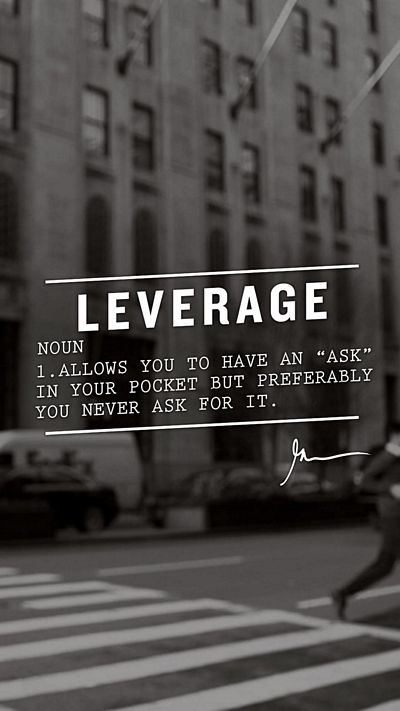 LEVERAGE
NOUN
1.ALLOWS YOU TO HAVE AN “ASK”
IN YOUR POCKET BUT PREFERABLY
YOU NEVER ASK FOR IT.